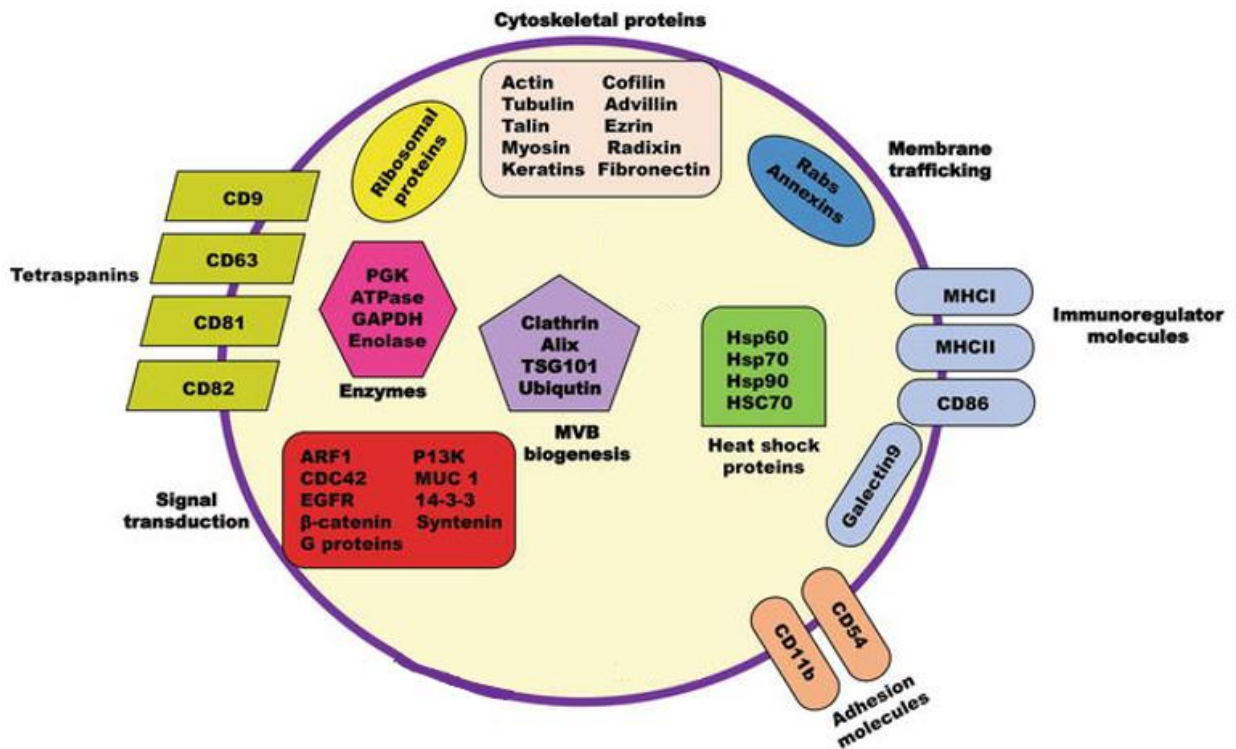 Cytoskeletal proteins
Actin Cofilin
Tubulin Advillin
Talin Ezrin
Myosin Radixin
Keratins Fibronectin
Ribosomal
proteins
Rabs
Annexins
Membrane
trafficking
Tetraspanins
CD9
CD63
CD81
CD82
PGK
ATPase
GAPDH
Enolase
Enzymes
Clathrin
Alix
TSG101
Ubiqutin
MVB
biogenesis
Hsp60
Hsp70
Hsp90
HSC70
Heat shock
proteins
MHCI
MHCII
CD86
Galectin9
Immunoregulator
molecules
Signal
transduction
ARF1 P13K
CDC42 MUC 1
EGFR 14-3-3
β-catenin Syntenin
G proteins
CD54
CD11b
Adhesion
molecules